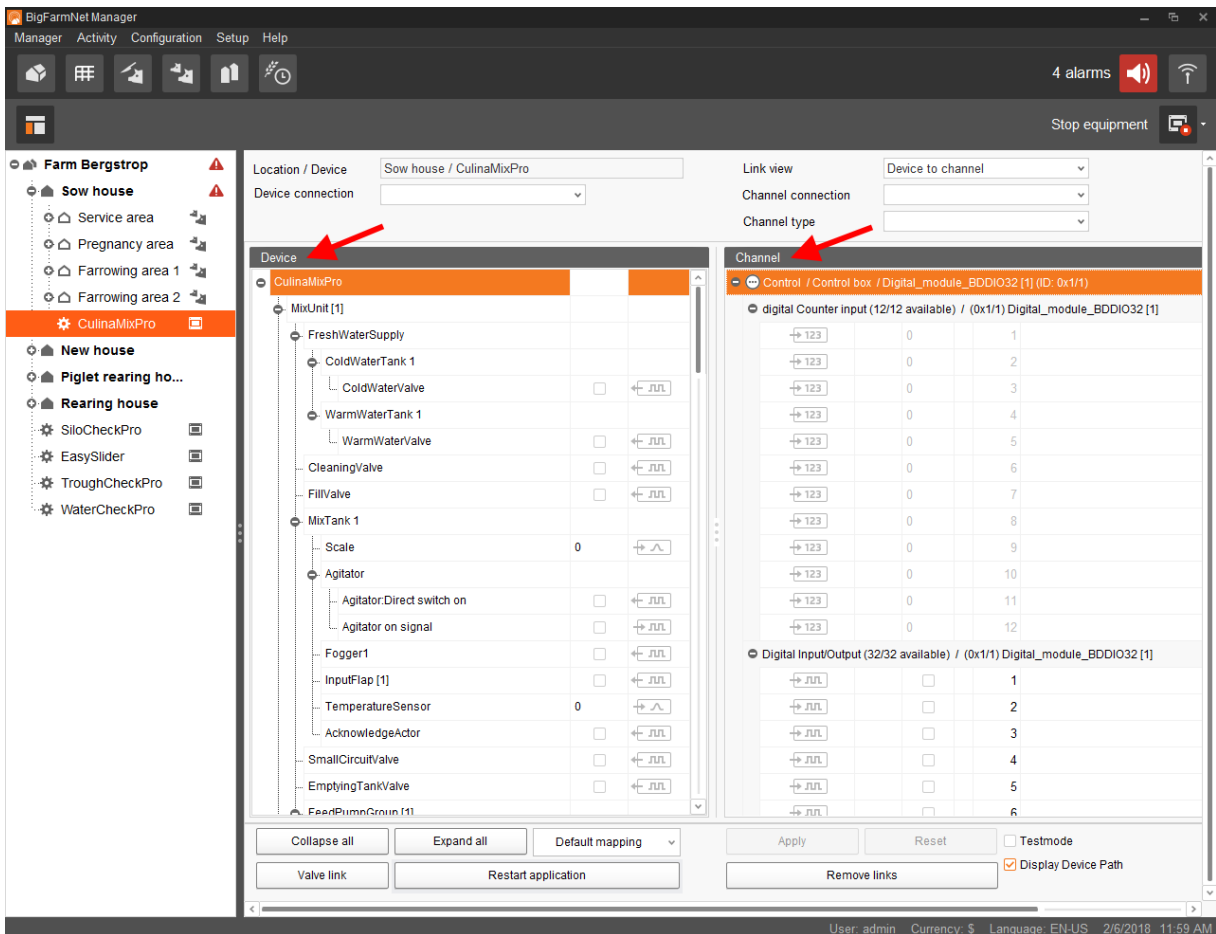 BigFarmNet Manager
Manager Activity Configuration Setup Help
4 alarms
Stop equipment
Farm Bergstrop
Sow house
Service area
Pregnancy area
Farrowing area 1
Farrowing area 2
CulinaMixPro
New house
Piglet rearing ho...
Rearing house
SiloCheckPro
EasySlider
TroughCheckPro
WaterCheckPro
Location / Device Sow house / CulinaMixPro
Device connection
Link view Device to channel
Channel connection
Channel type
Device
CulinaMixPro
MixUnit [1]
FreshWaterSupply
ColdWaterTank 1
ColdWaterValve
WarmWaterTank 1
WarmWaterValve
CleaningValve
FillValve
MixTank 1
Scale 0
Agitator
Agitator:Direct switch on
Agitator on signal
Fogger1
InputFlap [1]
TemperatureSensor 0
AcknowledgeActor
SmallCircuitValve
EmptyingTankValve
FeedPumpGroup [1]
Channel
Control / Control box / Digital_module_BDDIO32 [1] (ID: 0x1/1)
digital Counter input (12/12 available) / (0x1/1) Digital_module_BDDIO32 [1]
123 0 1
123 0 2
123 0 3
123 0 4
123 0 5
123 0 6
123 0 7
123 0 8
123 0 9
123 0 10
123 0 11
123 0 12
Digital Input/Output (32/32 available) / (0x1/1) Digital_module_BDDIO32 [1]
1
2
3
4
5
6
Collapse all Expand all Default mapping
Valve link Restart application
Apply Reset Testmode
Remove links Display Device Path
User: admin Currency: $ Language: EN-US 2/6/2018 11:59 AM